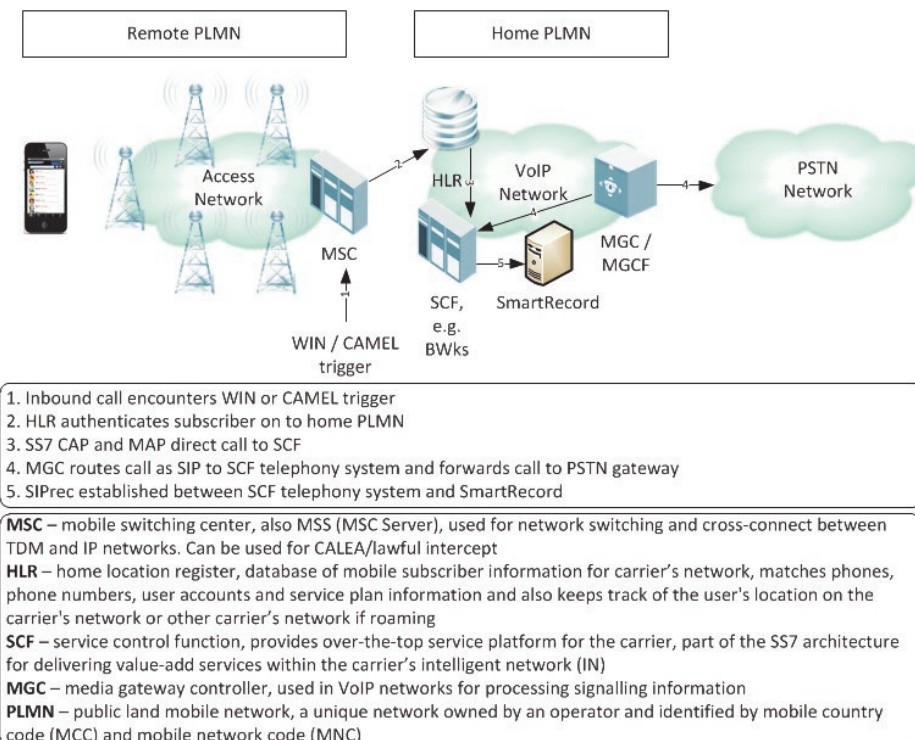 Remote PLMN
Home PLMN
Access
Network
MSC
1
WIN / CAMEL
trigger
2
HLR
3
VoIP
Network
4
SCF,
e.g.
BWks
5
SmartRecord
MGC /
MGCF
4
PSTN
Network
1. Inbound call encounters WIN or CAMEL trigger
2. HLR authenticates subscriber on to home PLMN
3. SS7 CAP and MAP direct call to SCF
4. MGC routes call as SIP to SCF telephony system and forwards call to PSTN gateway
5. SIPrec established between SCF telephony system and SmartRecord
MSC – mobile switching center, also MSS (MSC Server), used for network switching and cross-connect between
TDM and IP networks. Can be used for CALEA/lawful intercept
HLR – home location register, database of mobile subscriber information for carrier's network, matches phones,
phone numbers, user accounts and service plan information and also keeps track of the user's location on the
carrier's network or other carrier's network if roaming
SCF – service control function, provides over-the-top service platform for the carrier, part of the SS7 architecture
for delivering value-add services within the carrier's intelligent network (IN)
MGC – media gateway controller, used in VoIP networks for processing signalling information
PLMN – public land mobile network, a unique network owned by an operator and identified by mobile country
code (MCC) and mobile network code (MNC)